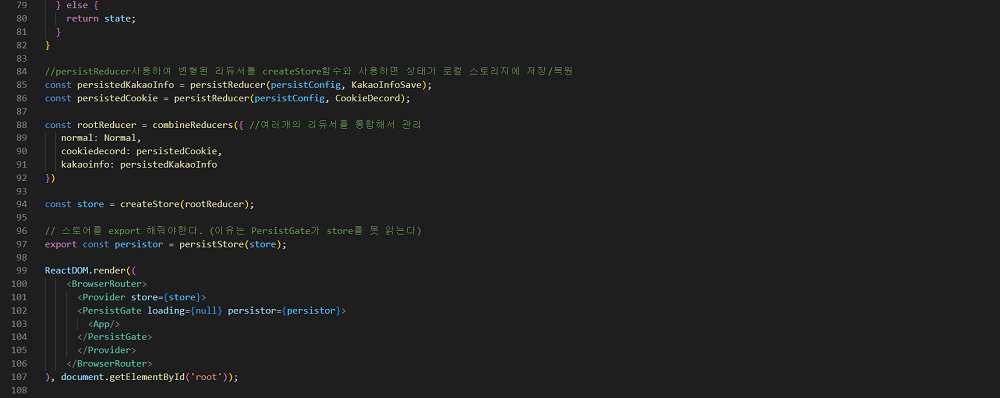 79 } else {
80 return state;
81 }
82 }
83
84 //persistReducer사용하여 변형된 리듀서를 createStore함수와 사용하면 상태가 로컬 스토리지에 저장/복원
85 const persistedKakaoInfo = persistReducer(persistConfig, KakaoInfoSave);
86 const persistedCookie = persistReducer(persistConfig, CookieDecord);
87
88 const rootReducer = combineReducers({ //여러개의 리듀서를 통합해서 관리
89 normal: Normal,
90 cookiedecord: persistedCookie,
91 kakaoinfo: persistedKakaoInfo
92 })
93
94 const store = createStore(rootReducer);
95
96 // 스토어를 export 해줘야한다. (이유는 PersistGate가 store를 못 읽는다)
97 export const persistor = persistStore(store);
98
99 ReactDOM.render((
100 <BrowserRouter>
101 <Provider store={store}>
102 <PersistGate loading={null} persistor={persistor}>
103 <App/>
104 </PersistGate>
105 </Provider>
106 </BrowserRouter>
107 ), document.getElementById('root'));
108